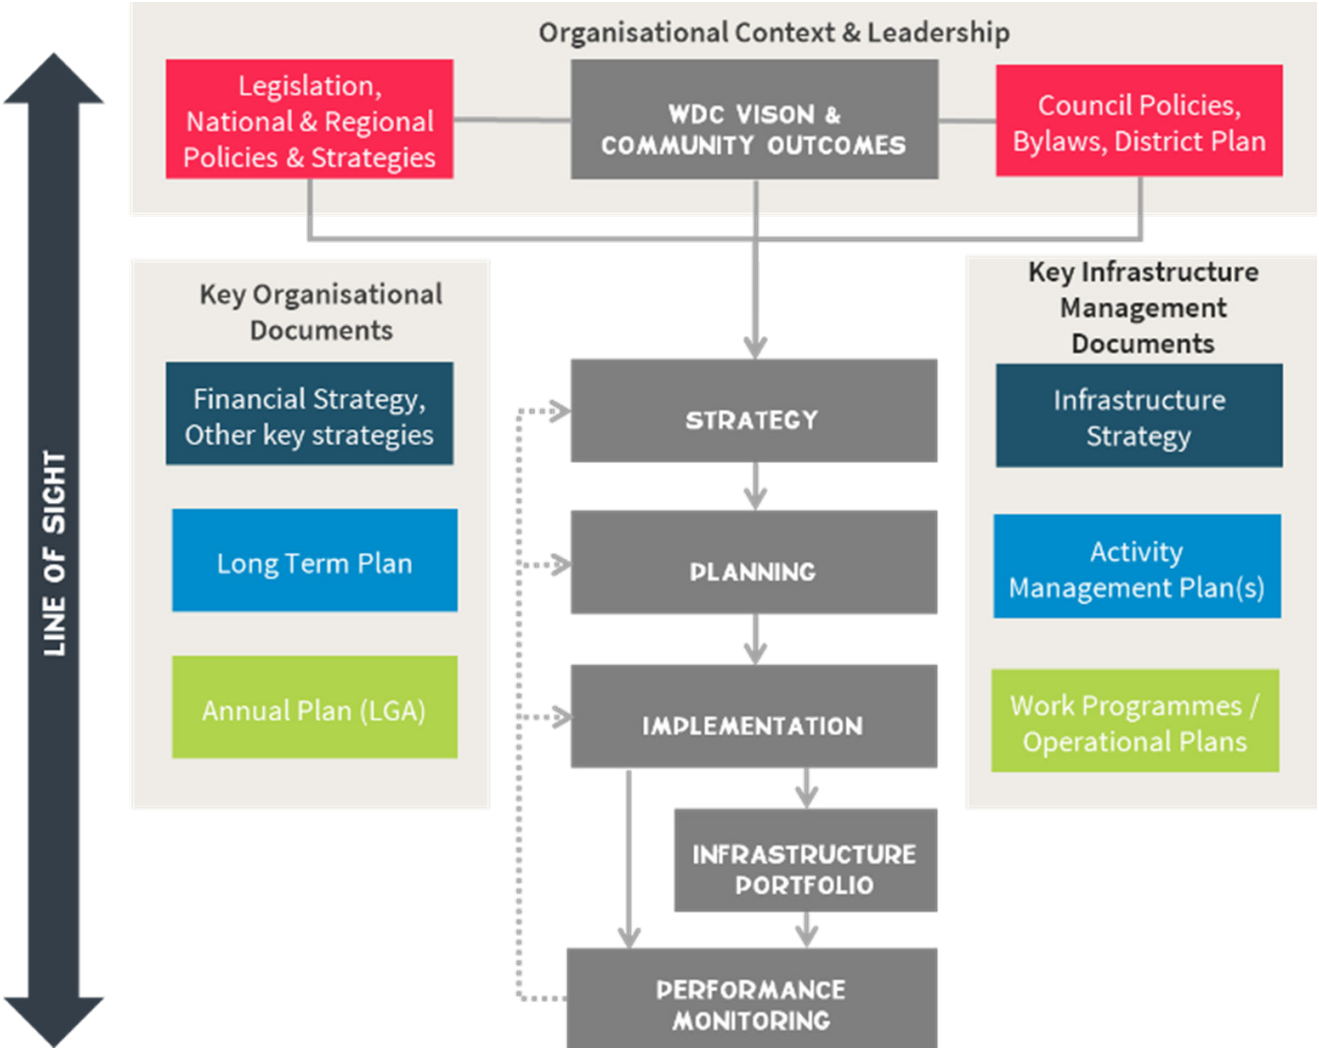 Organisational Context & Leadership
Legislation,
National & Regional
Policies & Strategies
WDC VISON &
COMMUNITY OUTCOMES
Council Policies,
Bylaws, District Plan
LINE OF SIGHT
Key Organisational
Documents
Financial Strategy,
Other key strategies
Long Term Plan
Annual Plan (LGA)
STRATEGY
PLANNING
IMPLEMENTATION
INFRASTRUCTURE
PORTFOLIO
PERFORMANCE
MONITORING
Key Infrastructure
Management
Documents
Infrastructure
Strategy
Activity
Management Plan(s)
Work Programmes /
Operational Plans